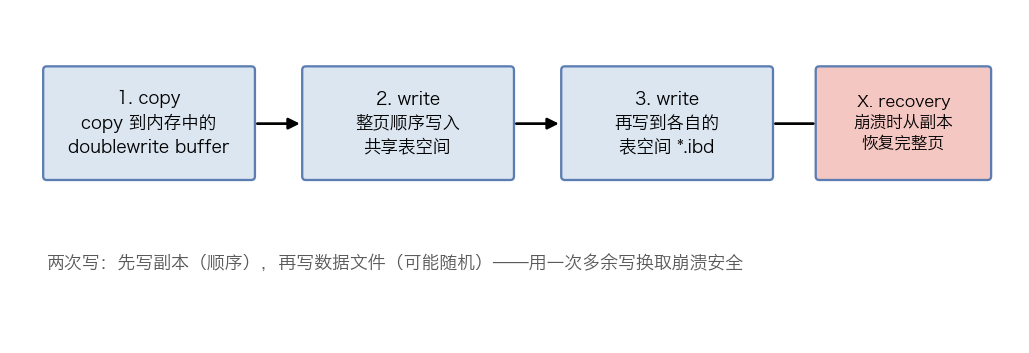 1. copy
copy 到内存中的
doublewrite buffer
2. write
整页顺序写入
共享表空间
3. write
再写到各自的
表空间 *.ibd
X. recovery
崩溃时从副本
恢复完整页
两次写：先写副本（顺序），再写数据文件（可能随机）——用一次多余写换取崩溃安全